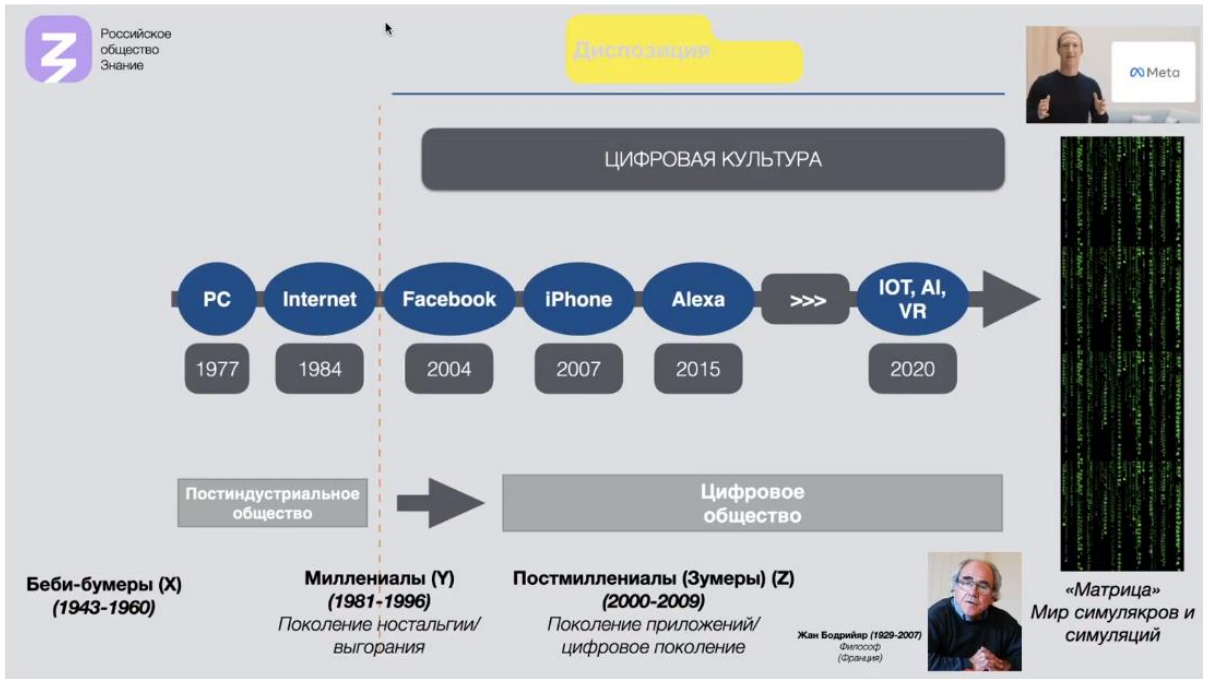 Российское
общество
Знание
Диспозиция
Meta
ЦИФРОВАЯ КУЛЬТУРА
PC
Internet
Facebook
iPhone
Alexa
>>>
IOT, AI,
VR
1977
1984
2004
2007
2015
2020
Постиндустриальное
общество
Цифровое
общество
Беби-бумеры (X)
(1943-1960)
Миллениалы (Y)
(1981-1996)
Поколение ностальгии/
выгорания
Постмиллениалы (Зумеры) (Z)
(2000-2009)
Поколение приложений/
цифровое поколение
Жан Бодрийяр (1929-2007)
Философ
(Франция)
«Матрица»
Мир симулякров и
симуляций